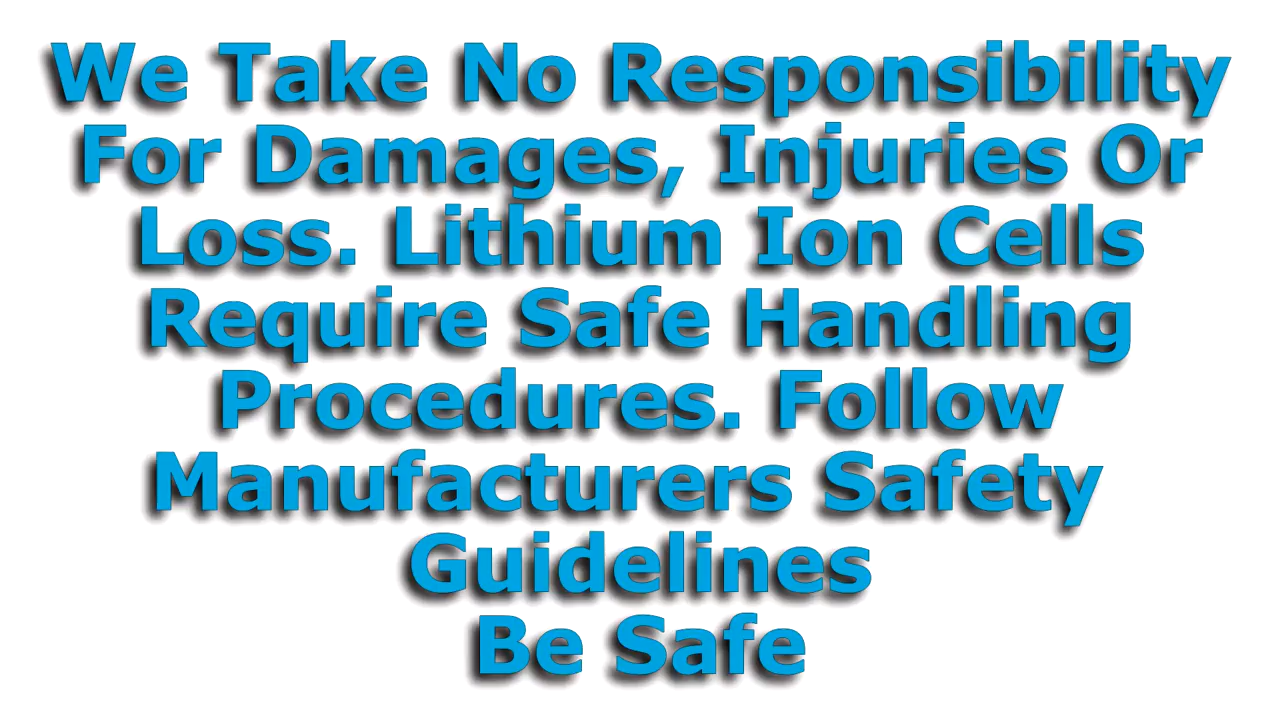 We Take No Responsibility
For Damages, Injuries Or
Loss. Lithium Ion Cells
Require Safe Handling
Procedures. Follow
Manufacturers Safety
Guidelines
Be Safe